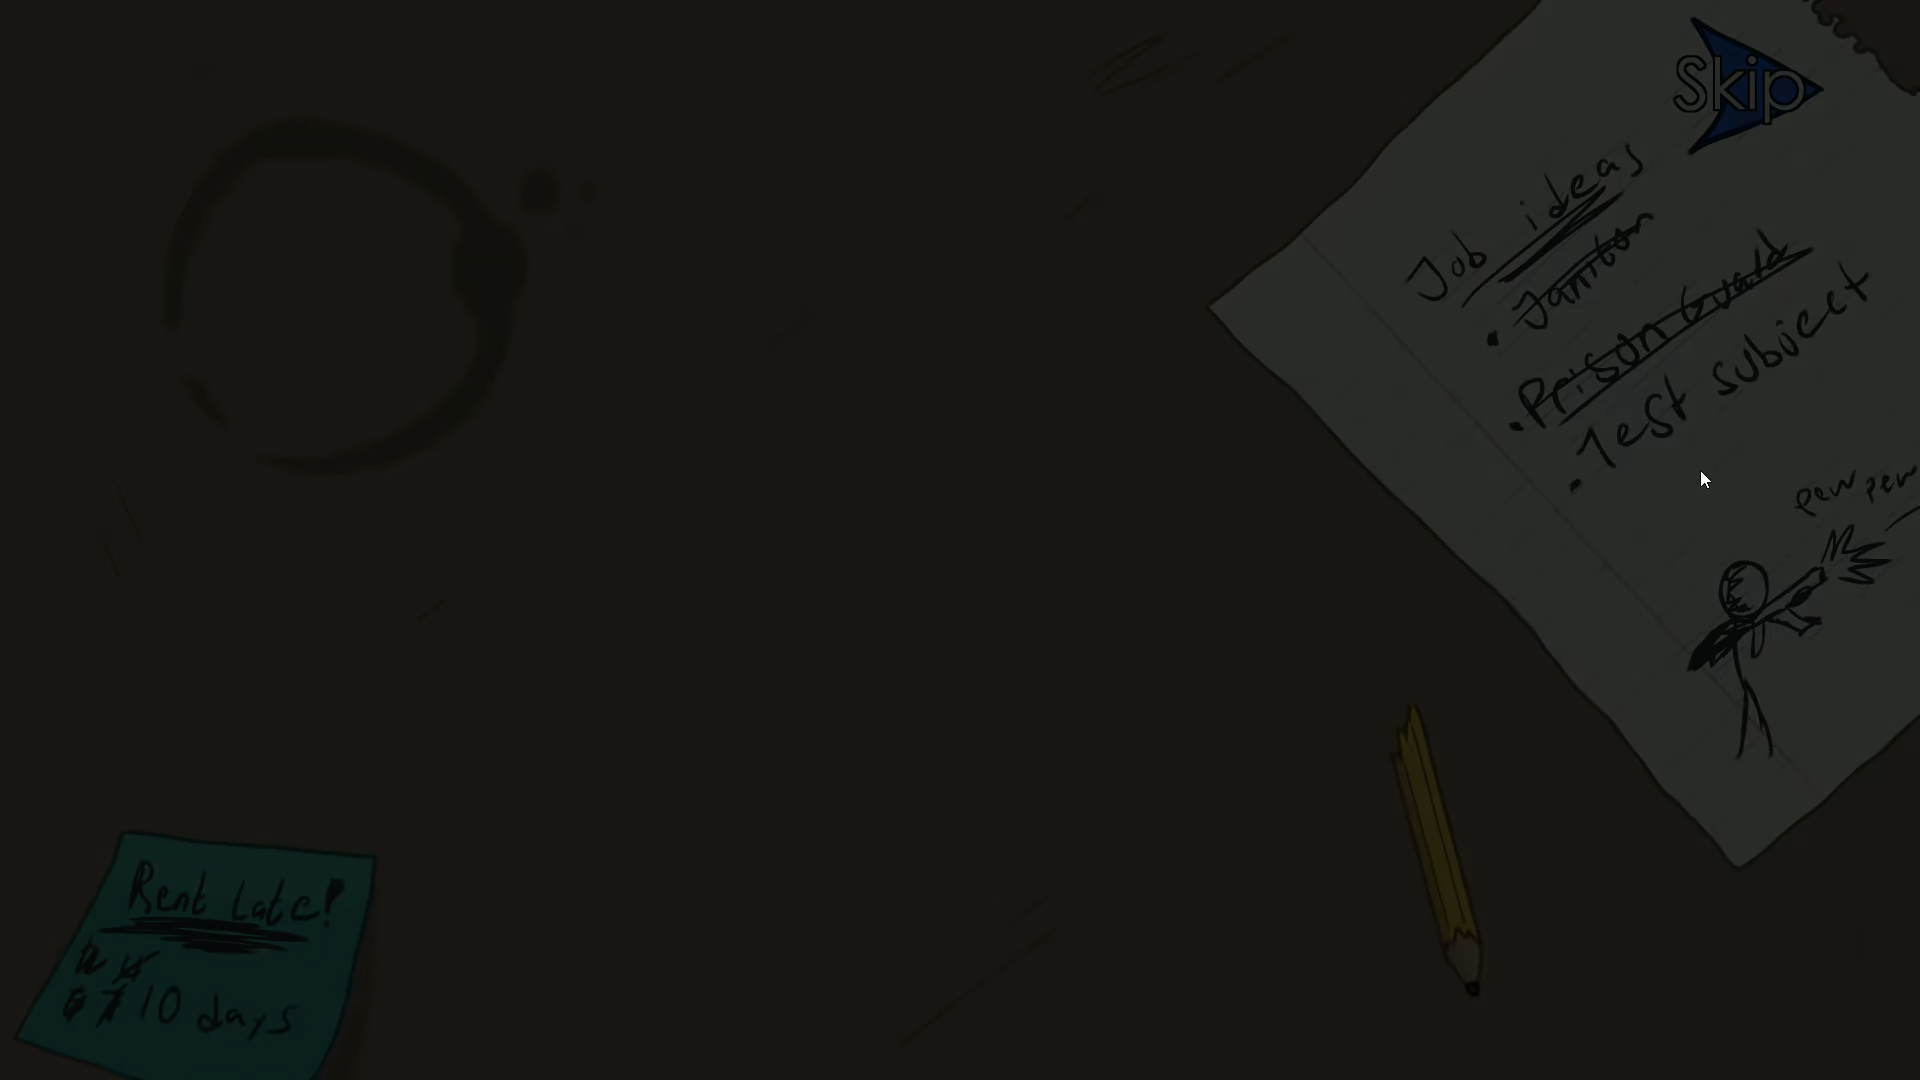 Skip
Job ideas
• Janitor
• Prison Guard
• Test subject
pew pew
Rent Late!
10 days